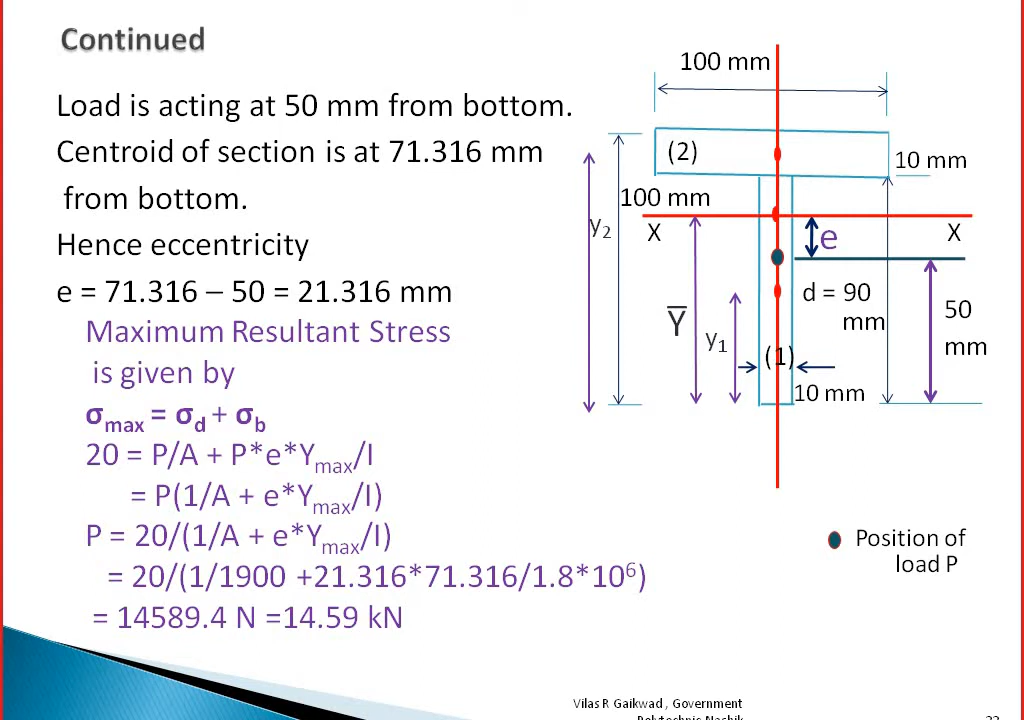 Continued
Load is acting at 50 mm from bottom.
Centroid of section is at 71.316 mm
from bottom.
Hence eccentricity
e = 71.316 – 50 = 21.316 mm
Maximum Resultant Stress
is given by
σmax = σd + σb
20 = P/A + P*e*Ymax/I
= P(1/A + e*Ymax/I)
P = 20/(1/A + e*Ymax/I)
= 20/(1/1900 +21.316*71.316/1.8*10⁶)
= 14589.4 N =14.59 kN
100 mm
(2)
10 mm
100 mm
y₂
X
e
X
d = 90
mm
50
mm
Y̅
y₁
(1)
10 mm
Position of
load P
Vilas R Gaikwad , Government
Polytechnic Nashik